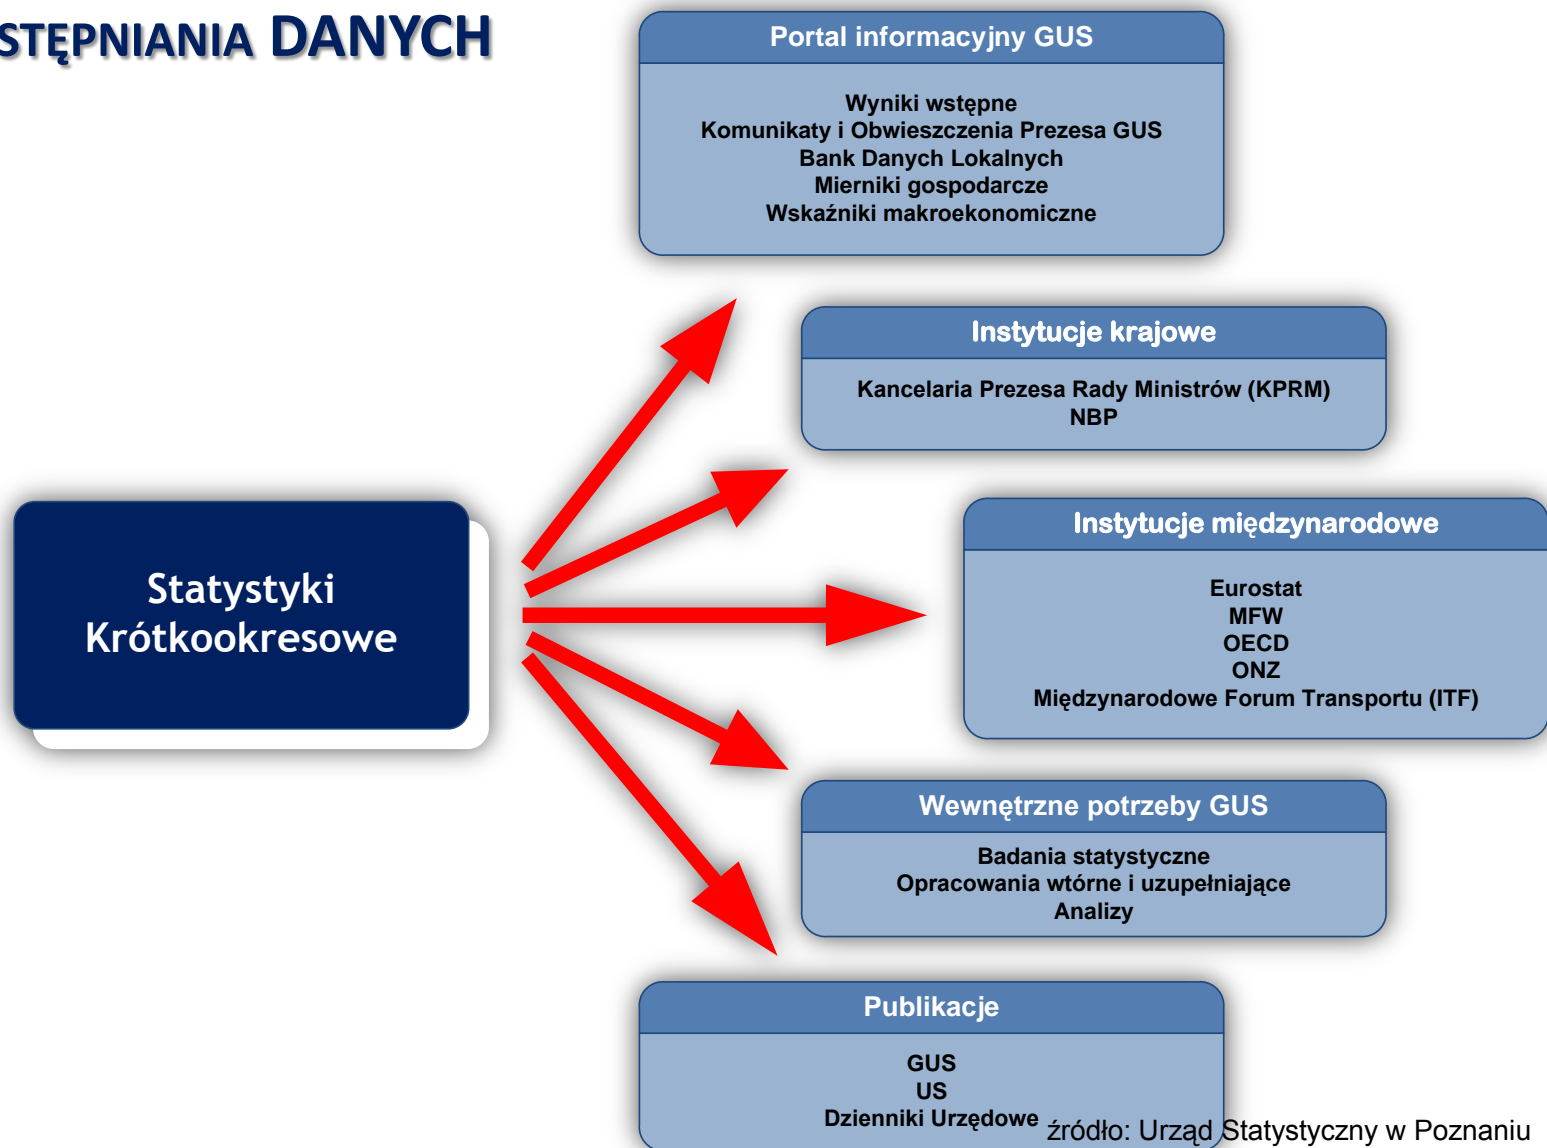 STĘPNIANIA DANYCH
Portal informacyjny GUS
Wyniki wstępne
Komunikaty i Obwieszczenia Prezesa GUS
Bank Danych Lokalnych
Mierniki gospodarcze
Wskaźniki makroekonomiczne
Instytucje krajowe
Kancelaria Prezesa Rady Ministrów (KPRM)
NBP
Statystyki
Krótkookresowe
Instytucje międzynarodowe
Eurostat
MFW
OECD
ONZ
Międzynarodowe Forum Transportu (ITF)
Wewnętrzne potrzeby GUS
Badania statystyczne
Opracowania wtórne i uzupełniające
Analizy
Publikacje
GUS
US
Dzienniki Urzędowe
źródło: Urząd Statystyczny w Poznaniu